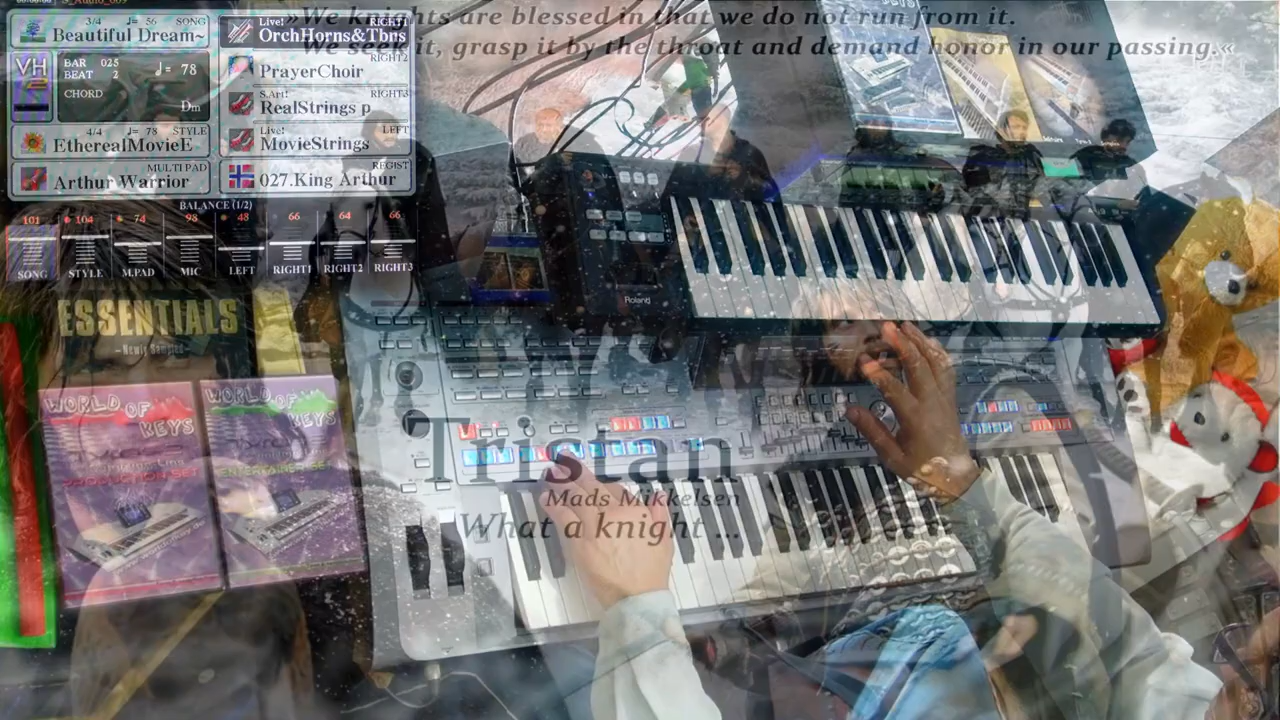 »We knights are blessed in that we do not run from it.
We seek it, grasp it by the throat and demand honor in our passing.«
3/4 ♩= 56 SONG
Beautiful Dream~
BAR 025
BEAT 2
♩= 78
CHORD
Dm
4/4 ♩= 78 STYLE
EtherealMovieE
MULTI PAD
Arthur Warrior
Live! RIGHT1
OrchHorns&Tbns
RIGHT2
PrayerChoir
S.Art! RIGHT3
RealStrings p
Live! LEFT
MovieStrings
REGIST
027.King Arthur
VH
2
BALANCE (1/2)
101 104 74 98 48 66 64 66
SONG STYLE M.PAD MIC LEFT RIGHT1 RIGHT2 RIGHT3
Roland
ESSENTIALS
- Newly Sampled -
WORLD OF KEYS
WORLD OF KEYS
Tristan
Mads Mikkelsen
What a knight ...